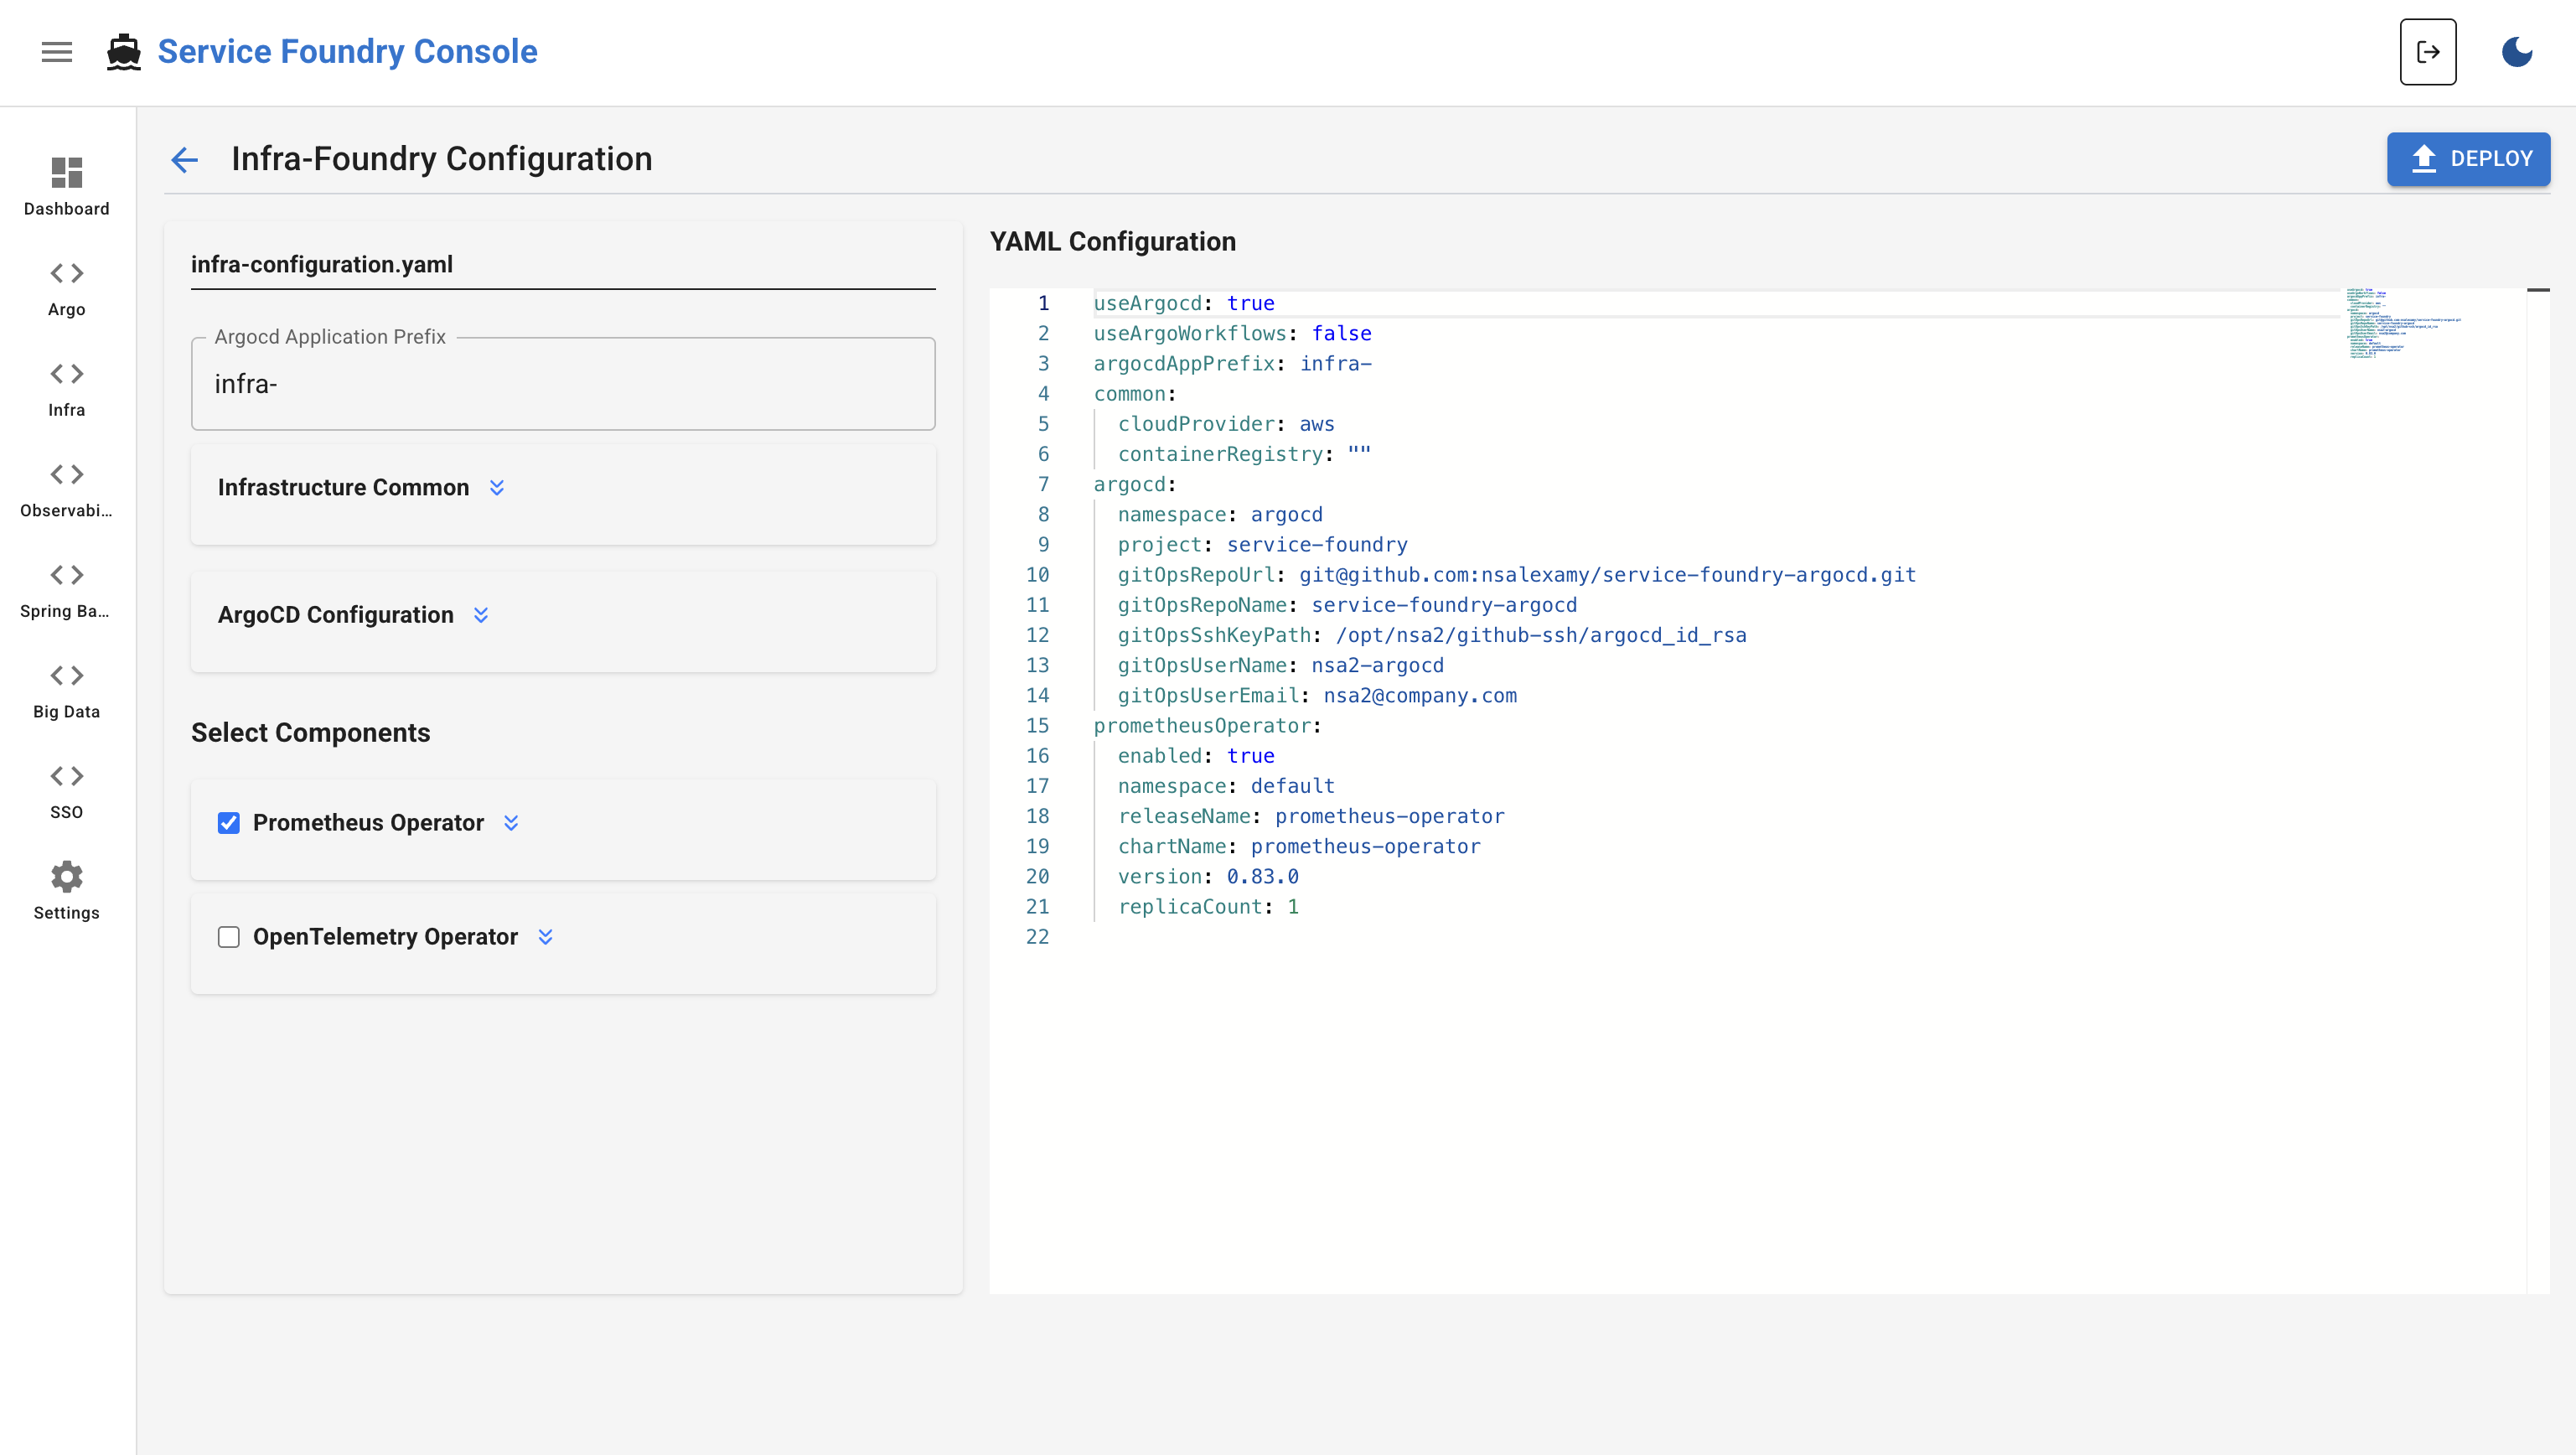 Service Foundry Console
Dashboard
Argo
Infra
Observabi...
Spring Ba...
Big Data
SSO
Settings
Infra-Foundry Configuration
DEPLOY
infra-configuration.yaml
Argocd Application Prefix
infra-
Infrastructure Common
ArgoCD Configuration
Select Components
Prometheus Operator
OpenTelemetry Operator
YAML Configuration
1 useArgocd: true
2 useArgoWorkflows: false
3 argocdAppPrefix: infra-
4 common:
5 cloudProvider: aws
6 containerRegistry: ""
7 argocd:
8 namespace: argocd
9 project: service-foundry
10 gitOpsRepoUrl: git@github.com:nsalexamy/service-foundry-argocd.git
11 gitOpsRepoName: service-foundry-argocd
12 gitOpsSshKeyPath: /opt/nsa2/github-ssh/argocd_id_rsa
13 gitOpsUserName: nsa2-argocd
14 gitOpsUserEmail: nsa2@company.com
15 prometheusOperator:
16 enabled: true
17 namespace: default
18 releaseName: prometheus-operator
19 chartName: prometheus-operator
20 version: 0.83.0
21 replicaCount: 1
22